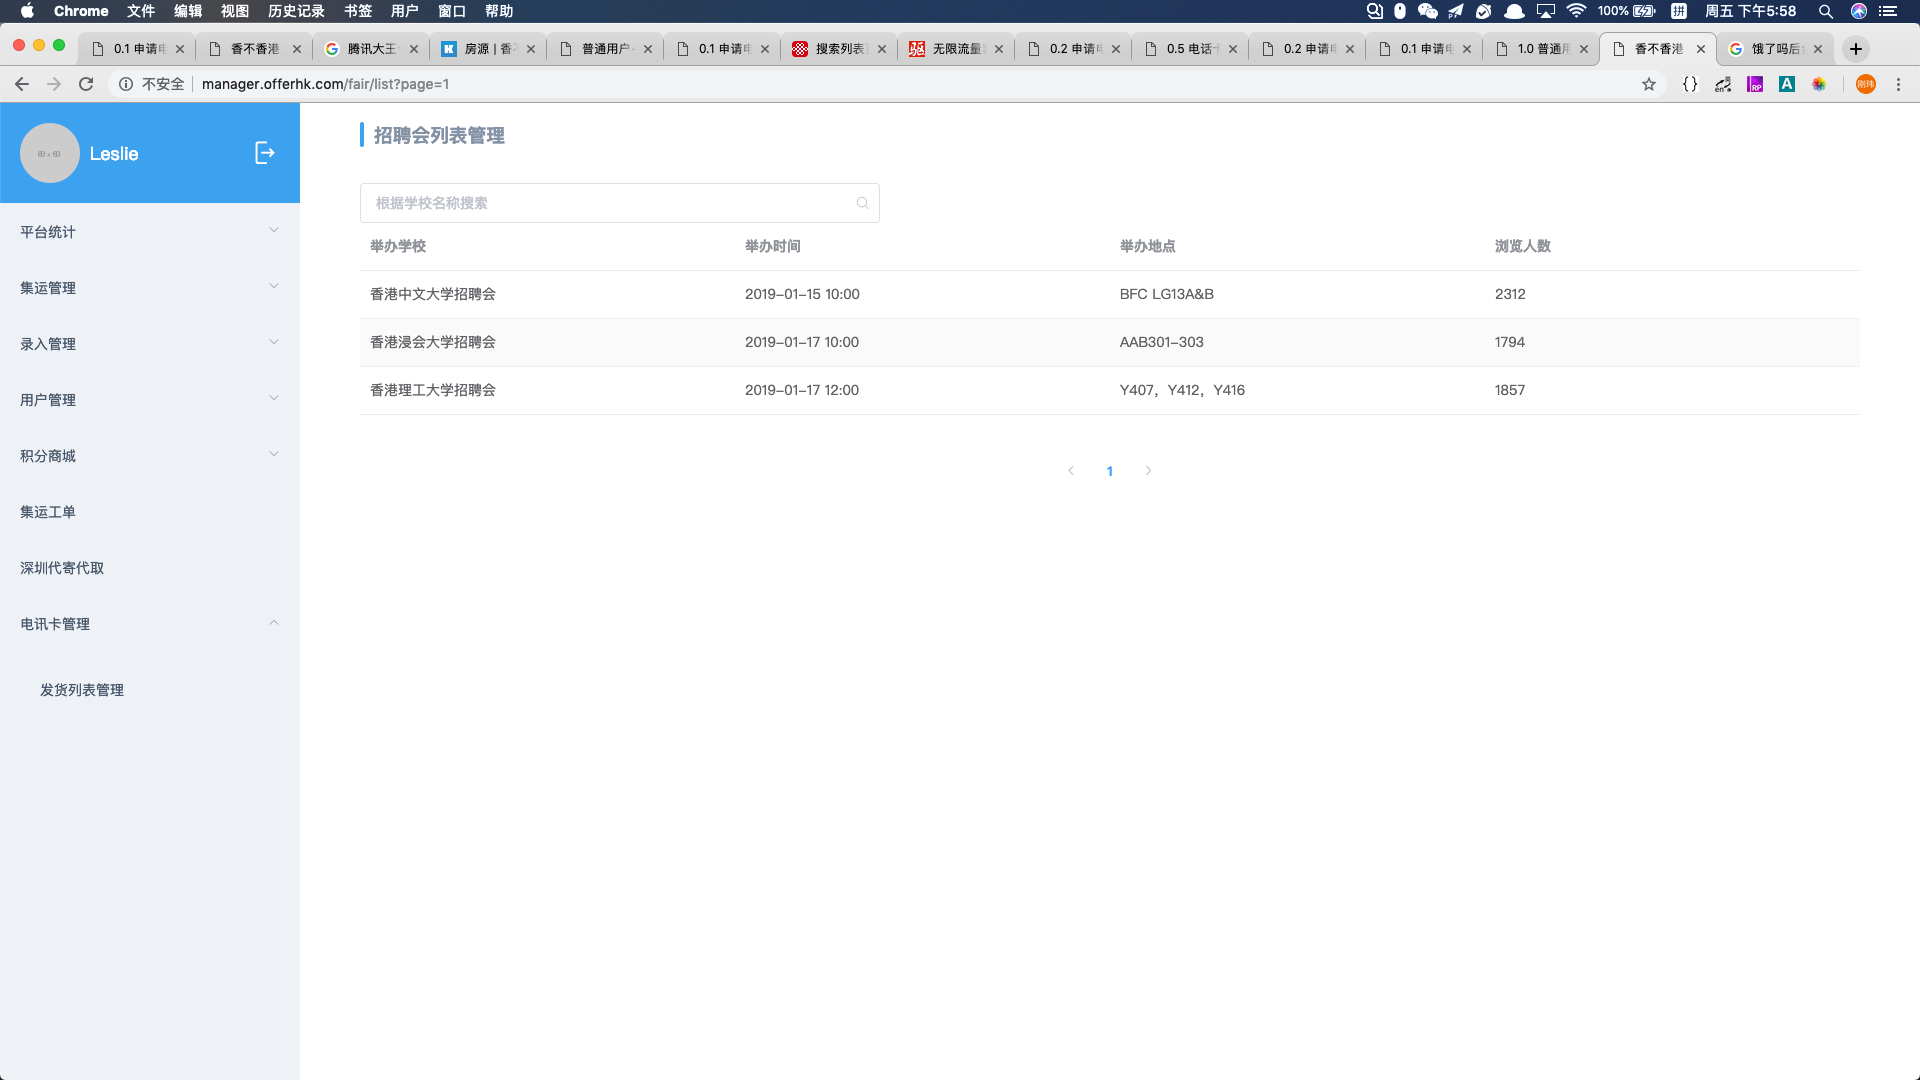 Chrome 文件 编辑 视图 历史记录 书签 用户 窗口 帮助 100% 拼 周五 下午5:58
0.1 申请 香不香港 腾讯大王 房源 | 香 普通用户 0.1 申请 搜索列表 无限流量 0.2 申请 0.5 电话 0.2 申请 0.1 申请 1.0 普通 香不香港 饿了吗后
不安全 manager.offerhk.com/fair/list?page=1 en RP A 刚玮
60 x 60 Leslie
平台统计
集运管理
录入管理
用户管理
积分商城
集运工单
深圳代寄代取
电讯卡管理
发货列表管理
招聘会列表管理
根据学校名称搜索
举办学校 举办时间 举办地点 浏览人数
香港中文大学招聘会 2019-01-15 10:00 BFC LG13A&B 2312
香港浸会大学招聘会 2019-01-17 10:00 AAB301-303 1794
香港理工大学招聘会 2019-01-17 12:00 Y407，Y412，Y416 1857
1